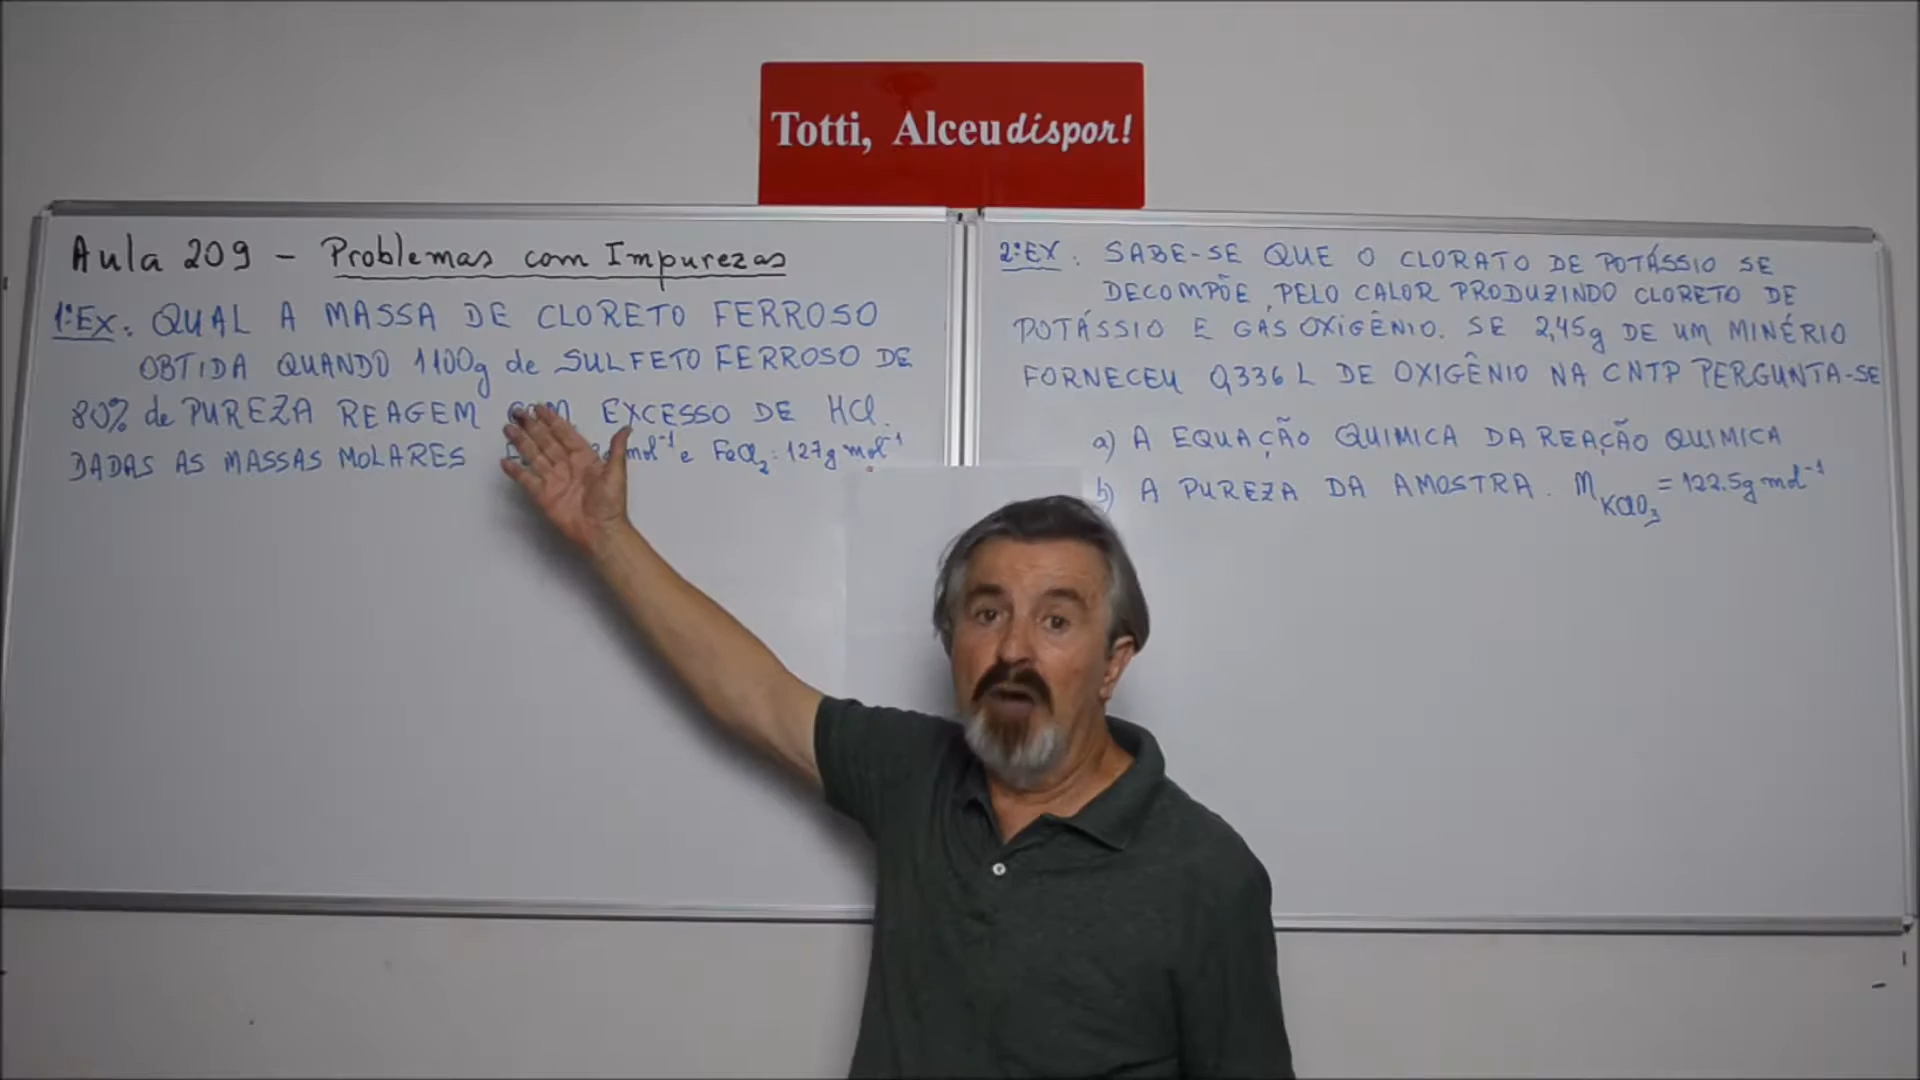 Totti, Alceu dispor!
Aula 209 - Problemas com Impurezas
1ºEx. QUAL A MASSA DE CLORETO FERROSO
OBTIDA QUANDO 1100g de SULFETO FERROSO DE
80% de PUREZA REAGEM COM EXCESSO DE HCl.
DADAS AS MASSAS MOLARES mol⁻¹ e FeCl₂: 127g mol⁻¹
2ºEX. SABE-SE QUE O CLORATO DE POTÁSSIO SE
DECOMPÕE, PELO CALOR PRODUZINDO CLORETO DE
POTÁSSIO E GÁS OXIGÊNIO. SE 2,45g DE UM MINÉRIO
FORNECEU 0,336 L DE OXIGÊNIO NA CNTP PERGUNTA-SE
a) A EQUAÇÃO QUIMICA DA REAÇÃO QUIMICA
b) A PUREZA DA AMOSTRA. M KClO₃ = 122.5g mol⁻¹